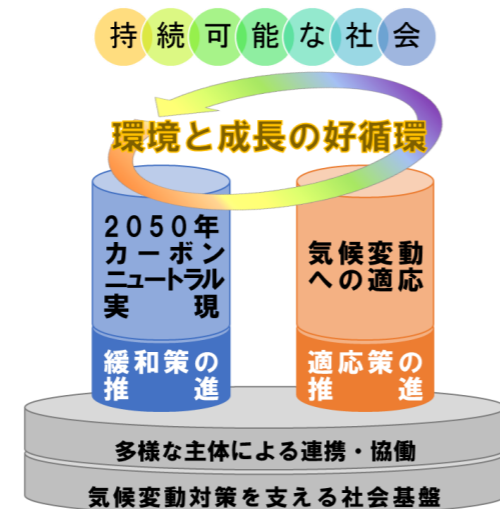 持続可能な社会
環境と成長の好循環
2050年
カーボン
ニュートラル
実現
緩和策の
推進
気候変動
への適応
適応策の
推進
多様な主体による連携・協働
気候変動対策を支える社会基盤